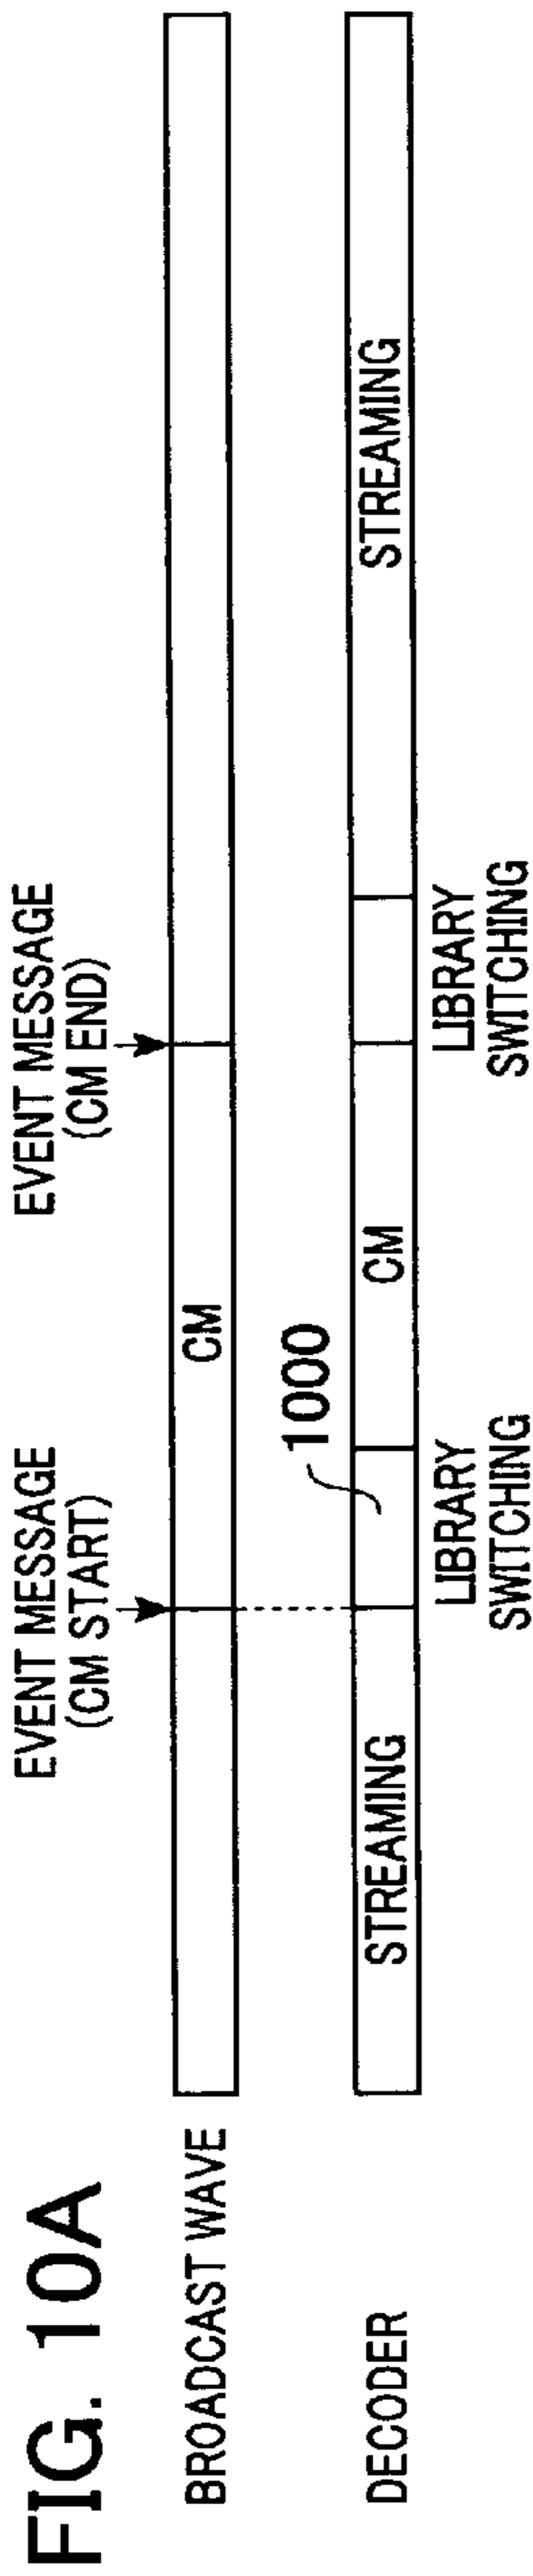 FIG. 10A
EVENT MESSAGE
(CM START)
EVENT MESSAGE
(CM END)
BROADCAST WAVE
CM
1000
DECODER
STREAMING
CM
STREAMING
LIBRARY
SWITCHING
LIBRARY
SWITCHING